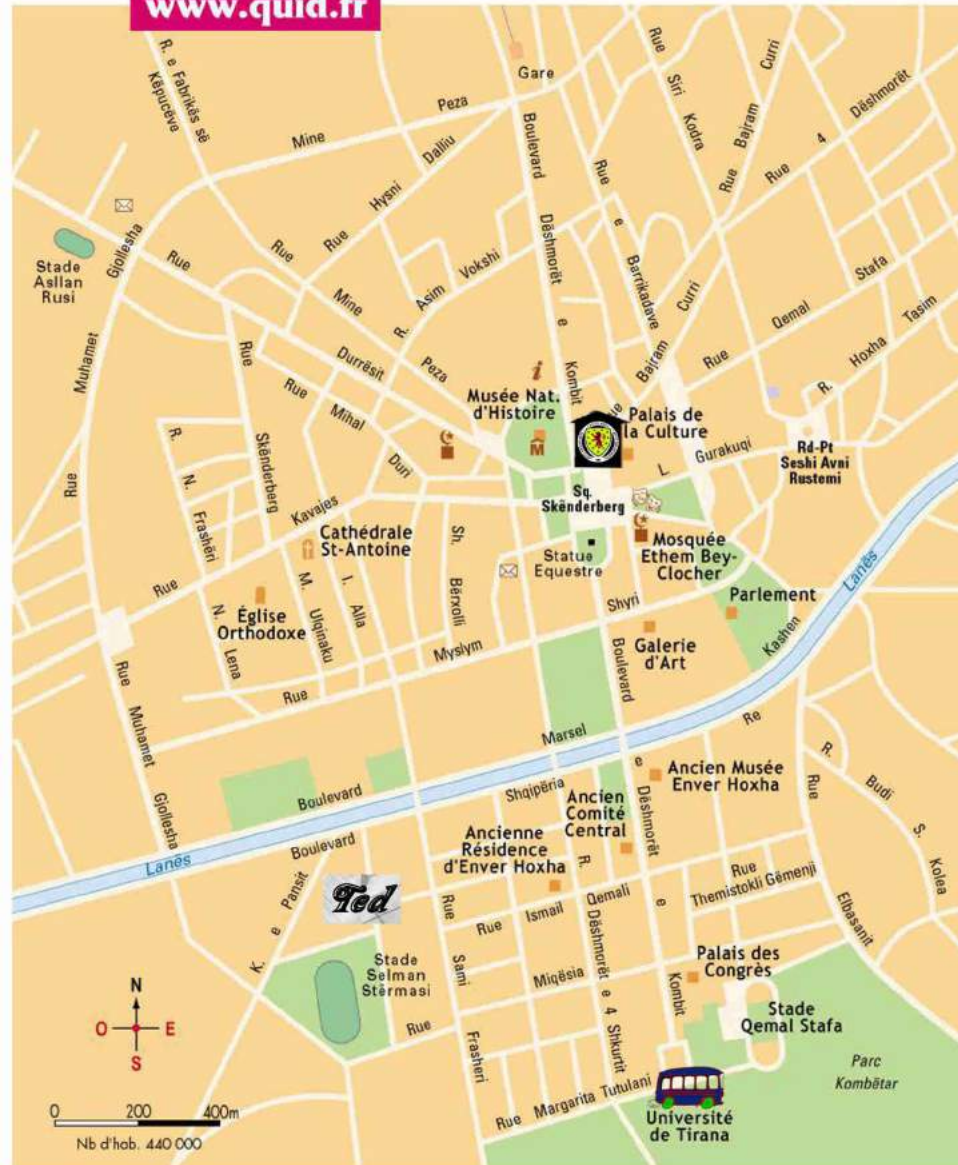 www.quid.fr
R. e Fabrikës së
Këpucëve
Gare
Rue Siri Kodra
Rue Bajram Curri
Rue 4 Dëshmorët
Mine Peza
Rue Hysni Dalliu
Boulevard Dëshmorët e Kombit
Rue e Barrikadave
Stade
Asllan
Rusi
Rue Muhamet Gjollesha
Rue Durrësit
Rue Mine Peza
R. Asim Vokshi
Rue Bajram Curri
Rue Qemal Stafa
R. Hoxha Tasim
Rue Mihal Duri
Rue Skënderberg
Musée Nat.
d'Histoire
M
Palais de
la Culture
L. Gurakuqi
Rd-Pt
Seshi Avni
Rustemi
R. N. Frashëri
Rue Kavajes
Cathédrale
St-Antoine
Sq.
Skënderberg
Statue
Equestre
Mosquée
Ethem Bey-
Clocher
Sh. Bërxolli
Église
Orthodoxe
M. Ulqinaku
I. Alla
N. Lena
Rue Myslym Shyri
Parlement
Galerie
d'Art
Kashen
Lanës
Rue Muhamet Gjollesha
Boulevard Marsel
Boulevard Shqipëria
Re
Boulevard e Dëshmorët e Kombit
Ancien Musée
Enver Hoxha
Ancien
Comité
Central
Ancienne
Résidence
d'Enver Hoxha
Lanës
K. e Pansit
Ted
Rue Ismail Qemali
Rue
Themistokli Gëmenji
Rue Elbasanit
R. Budi
S. Kolea
Stade
Selman
Stërmasi
Rue Sami Frasheri
Rue Miqësia
R. Dëshmorët e 4 Shkurtit
Palais des
Congrès
Stade
Qemal Stafa
Parc
Kombëtar
Rue Margarita Tutulani
Université
de Tirana
N
O
E
S
0 200 400m
Nb d'hab. 440 000